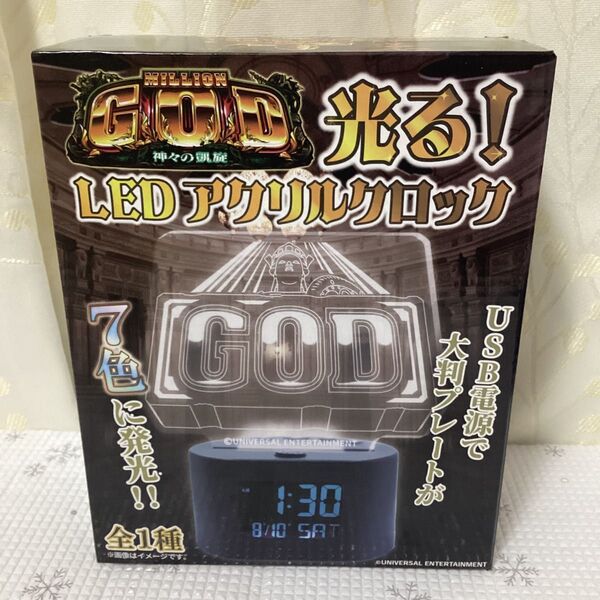 MILLION
GOD
神々の凱旋
光る!
LED アクリルクロック
GOD
USB電源で
大判プレートが
7色に発光!!
©UNIVERSAL ENTERTAINMENT
AM 1:30
8/10 SAT
全1種
※画像はイメージです。
©UNIVERSAL ENTERTAINMENT